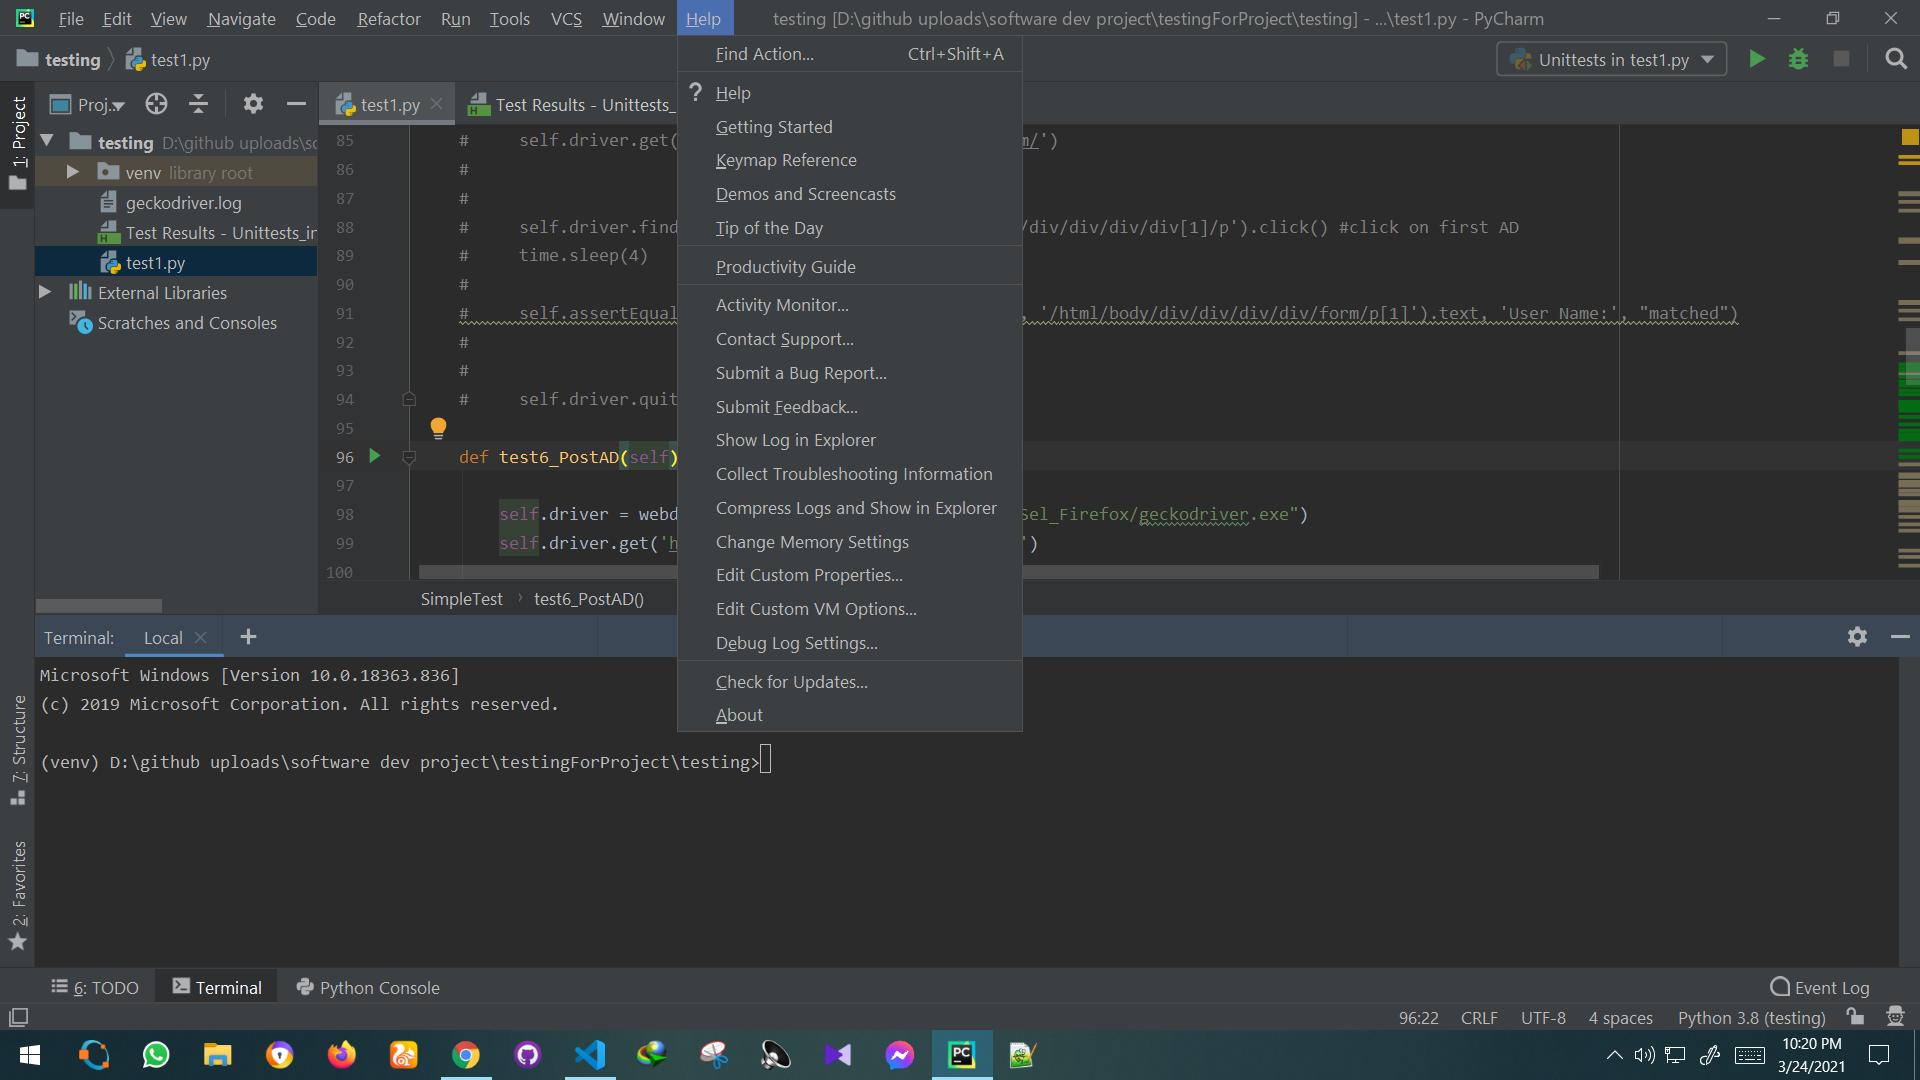 File Edit View Navigate Code Refactor Run Tools VCS Window Help testing [D:\github uploads\software dev project\testingForProject\testing] - ...\test1.py - PyCharm
testing test1.py
Unittests in test1.py
Proj..
test1.py
Test Results - Unittests_
1: Project
testing D:\github uploads\so
venv library root
geckodriver.log
Test Results - Unittests_in
test1.py
External Libraries
Scratches and Consoles
85 # self.driver.get( m/')
86 #
87 #
88 # self.driver.find /div/div/div/div[1]/p').click() #click on first AD
89 # time.sleep(4)
90 #
91 # self.assertEqual , '/html/body/div/div/div/div/form/p[1]').text, 'User Name:', "matched")
92 #
93 #
94 # self.driver.quit
95
96 def test6_PostAD(self)
97
98 self.driver = webd Sel_Firefox/geckodriver.exe")
99 self.driver.get('h ')
100
SimpleTest test6_PostAD()
Find Action... Ctrl+Shift+A
? Help
Getting Started
Keymap Reference
Demos and Screencasts
Tip of the Day
Productivity Guide
Activity Monitor...
Contact Support...
Submit a Bug Report...
Submit Feedback...
Show Log in Explorer
Collect Troubleshooting Information
Compress Logs and Show in Explorer
Change Memory Settings
Edit Custom Properties...
Edit Custom VM Options...
Debug Log Settings...
Check for Updates...
About
Terminal: Local
Microsoft Windows [Version 10.0.18363.836]
(c) 2019 Microsoft Corporation. All rights reserved.
(venv) D:\github uploads\software dev project\testingForProject\testing>
7: Structure
2: Favorites
6: TODO Terminal Python Console Event Log
96:22 CRLF UTF-8 4 spaces Python 3.8 (testing)
10:20 PM
3/24/2021